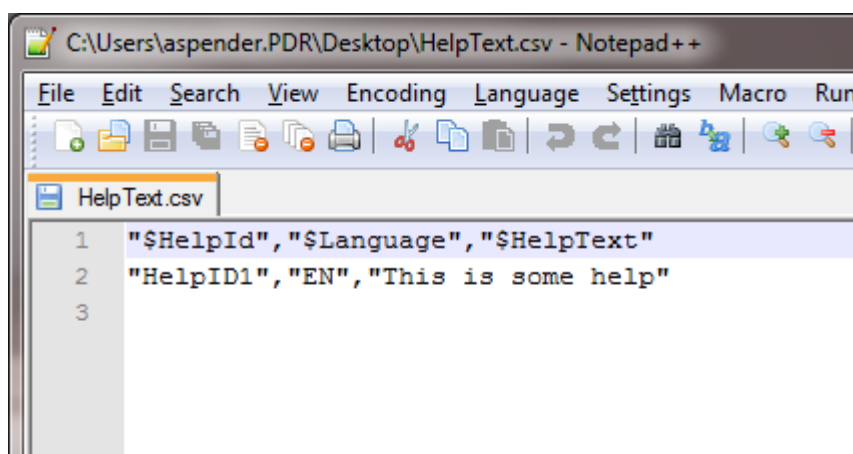 C:\Users\aspender.PDR\Desktop\HelpText.csv - Notepad++
File Edit Search View Encoding Language Settings Macro Run
HelpText.csv
1 "$HelpId","$Language","$HelpText"
2 "HelpID1","EN","This is some help"
3